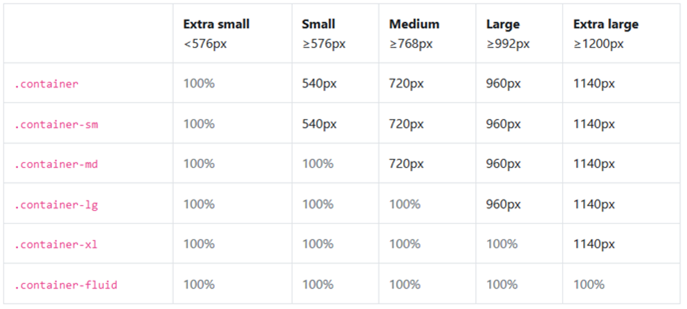 Extra small Small Medium Large Extra large
<576px ≥576px ≥768px ≥992px ≥1200px
.container 100% 540px 720px 960px 1140px
.container-sm 100% 540px 720px 960px 1140px
.container-md 100% 100% 720px 960px 1140px
.container-lg 100% 100% 100% 960px 1140px
.container-xl 100% 100% 100% 100% 1140px
.container-fluid 100% 100% 100% 100% 100%